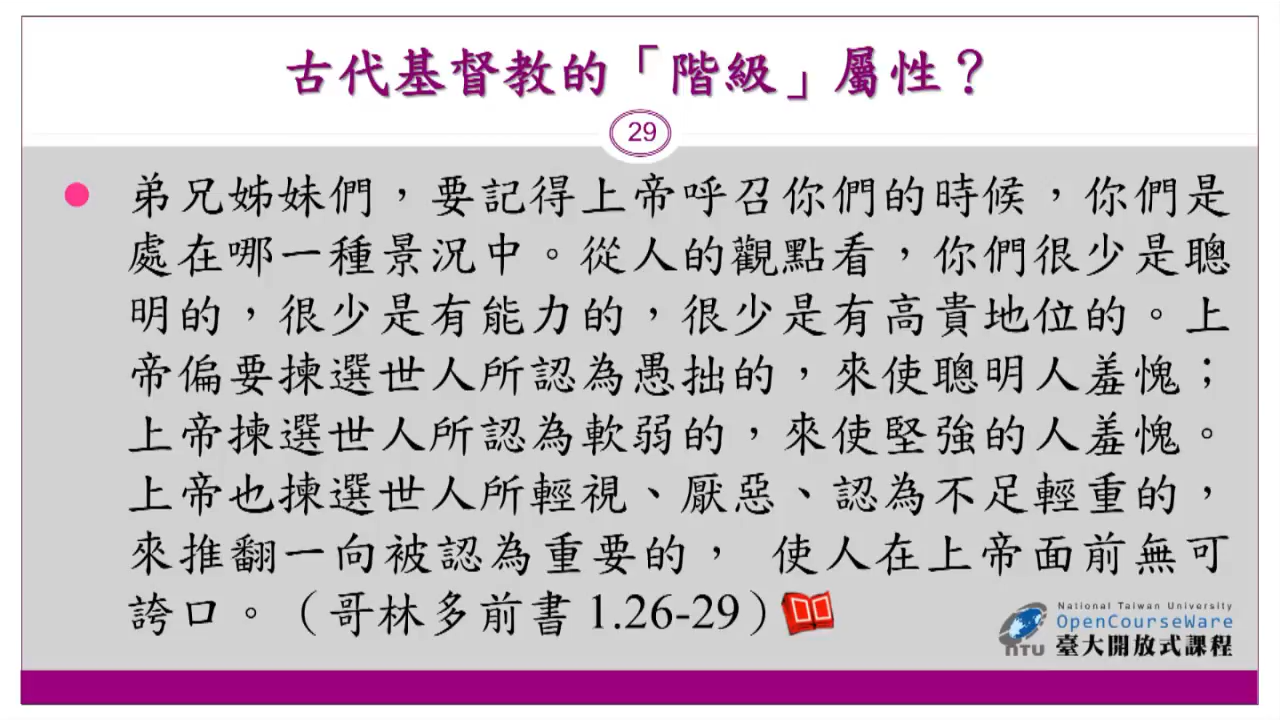 古代基督教的「階級」屬性？
29
弟兄姊妹們，要記得上帝呼召你們的時候，你們是
處在哪一種景況中。從人的觀點看，你們很少是聰
明的，很少是有能力的，很少是有高貴地位的。上
帝偏要揀選世人所認為愚拙的，來使聰明人羞愧；
上帝揀選世人所認為軟弱的，來使堅強的人羞愧。
上帝也揀選世人所輕視、厭惡、認為不足輕重的，
來推翻一向被認為重要的， 使人在上帝面前無可
誇口。（哥林多前書 1.26-29）
National Taiwan University
OpenCourseWare
NTU 臺大開放式課程